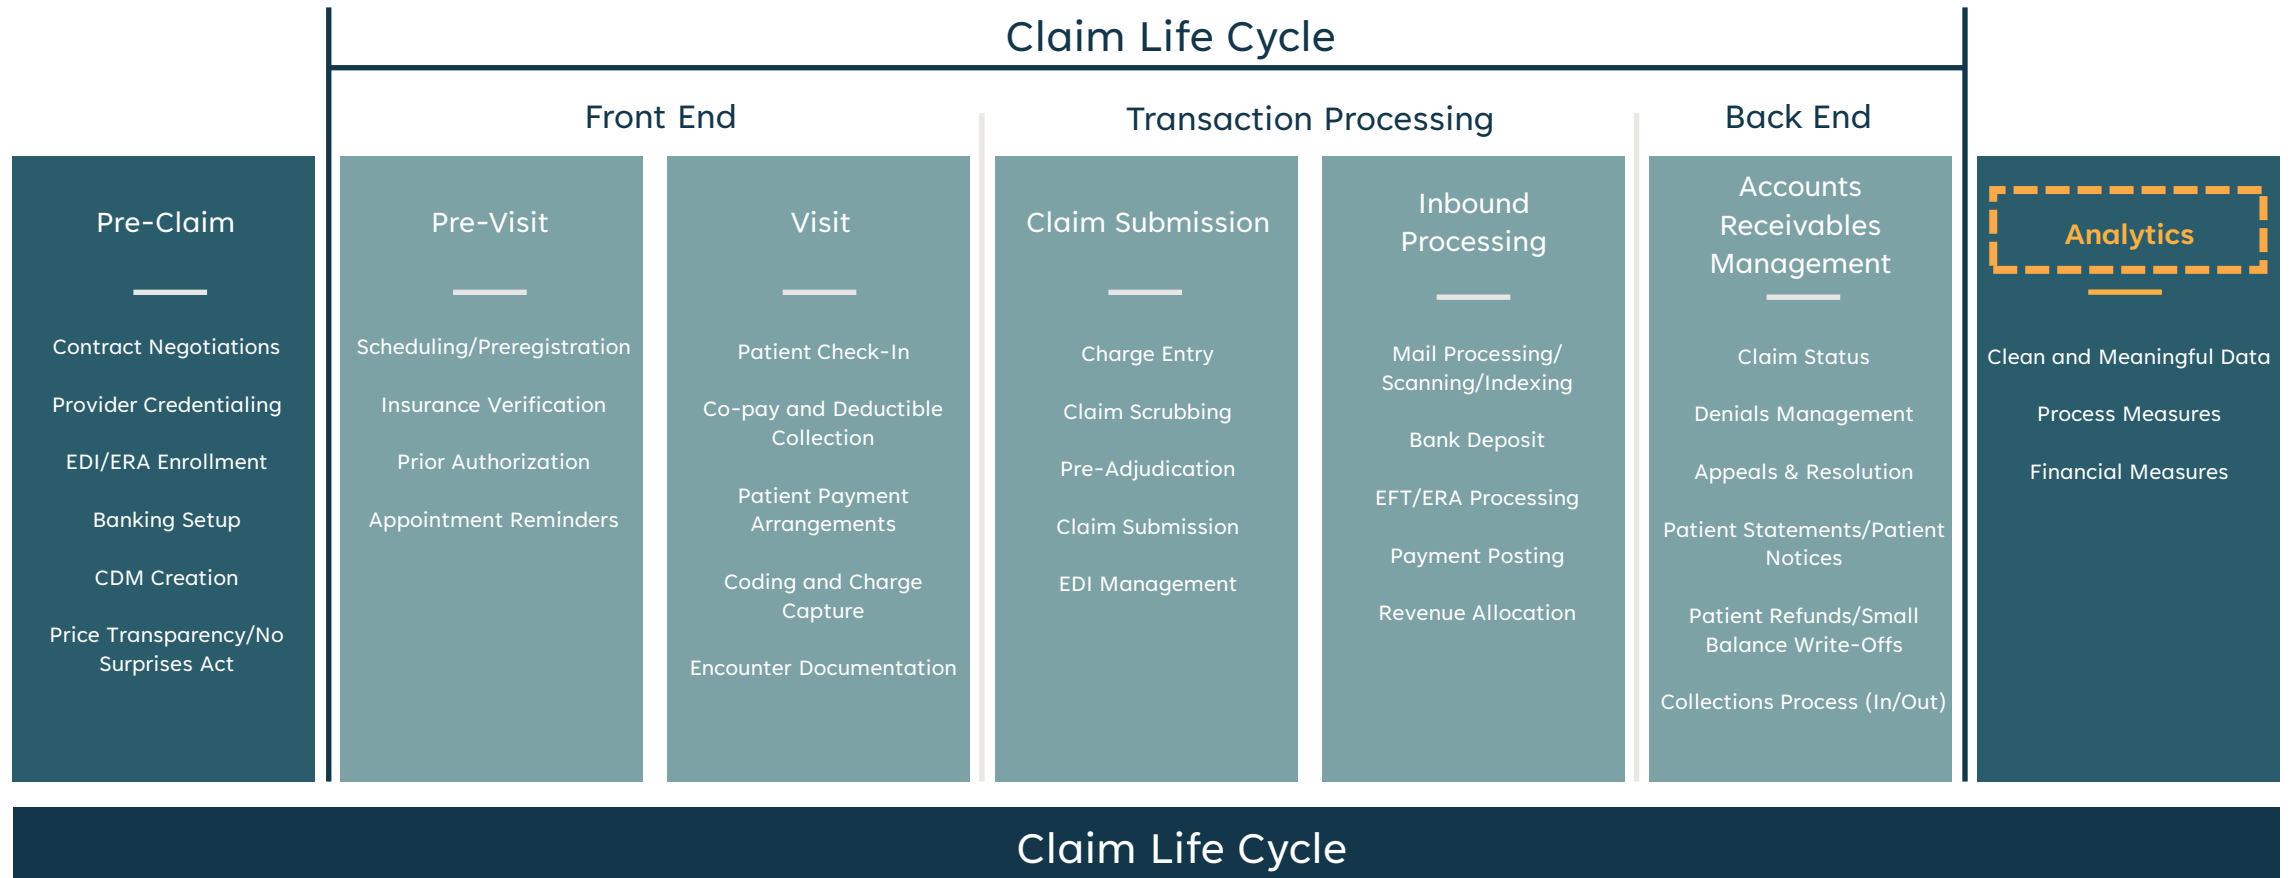 Claim Life Cycle
Front End
Transaction Processing
Back End
Pre-Claim
Contract Negotiations
Provider Credentialing
EDI/ERA Enrollment
Banking Setup
CDM Creation
Price Transparency/No
Surprises Act
Pre-Visit
Scheduling/Preregistration
Insurance Verification
Prior Authorization
Appointment Reminders
Visit
Patient Check-In
Co-pay and Deductible
Collection
Patient Payment
Arrangements
Coding and Charge
Capture
Encounter Documentation
Claim Submission
Charge Entry
Claim Scrubbing
Pre-Adjudication
Claim Submission
EDI Management
Inbound
Processing
Mail Processing/
Scanning/Indexing
Bank Deposit
EFT/ERA Processing
Payment Posting
Revenue Allocation
Accounts
Receivables
Management
Claim Status
Denials Management
Appeals & Resolution
Patient Statements/Patient
Notices
Patient Refunds/Small
Balance Write-Offs
Collections Process (In/Out)
Analytics
Clean and Meaningful Data
Process Measures
Financial Measures
Claim Life Cycle